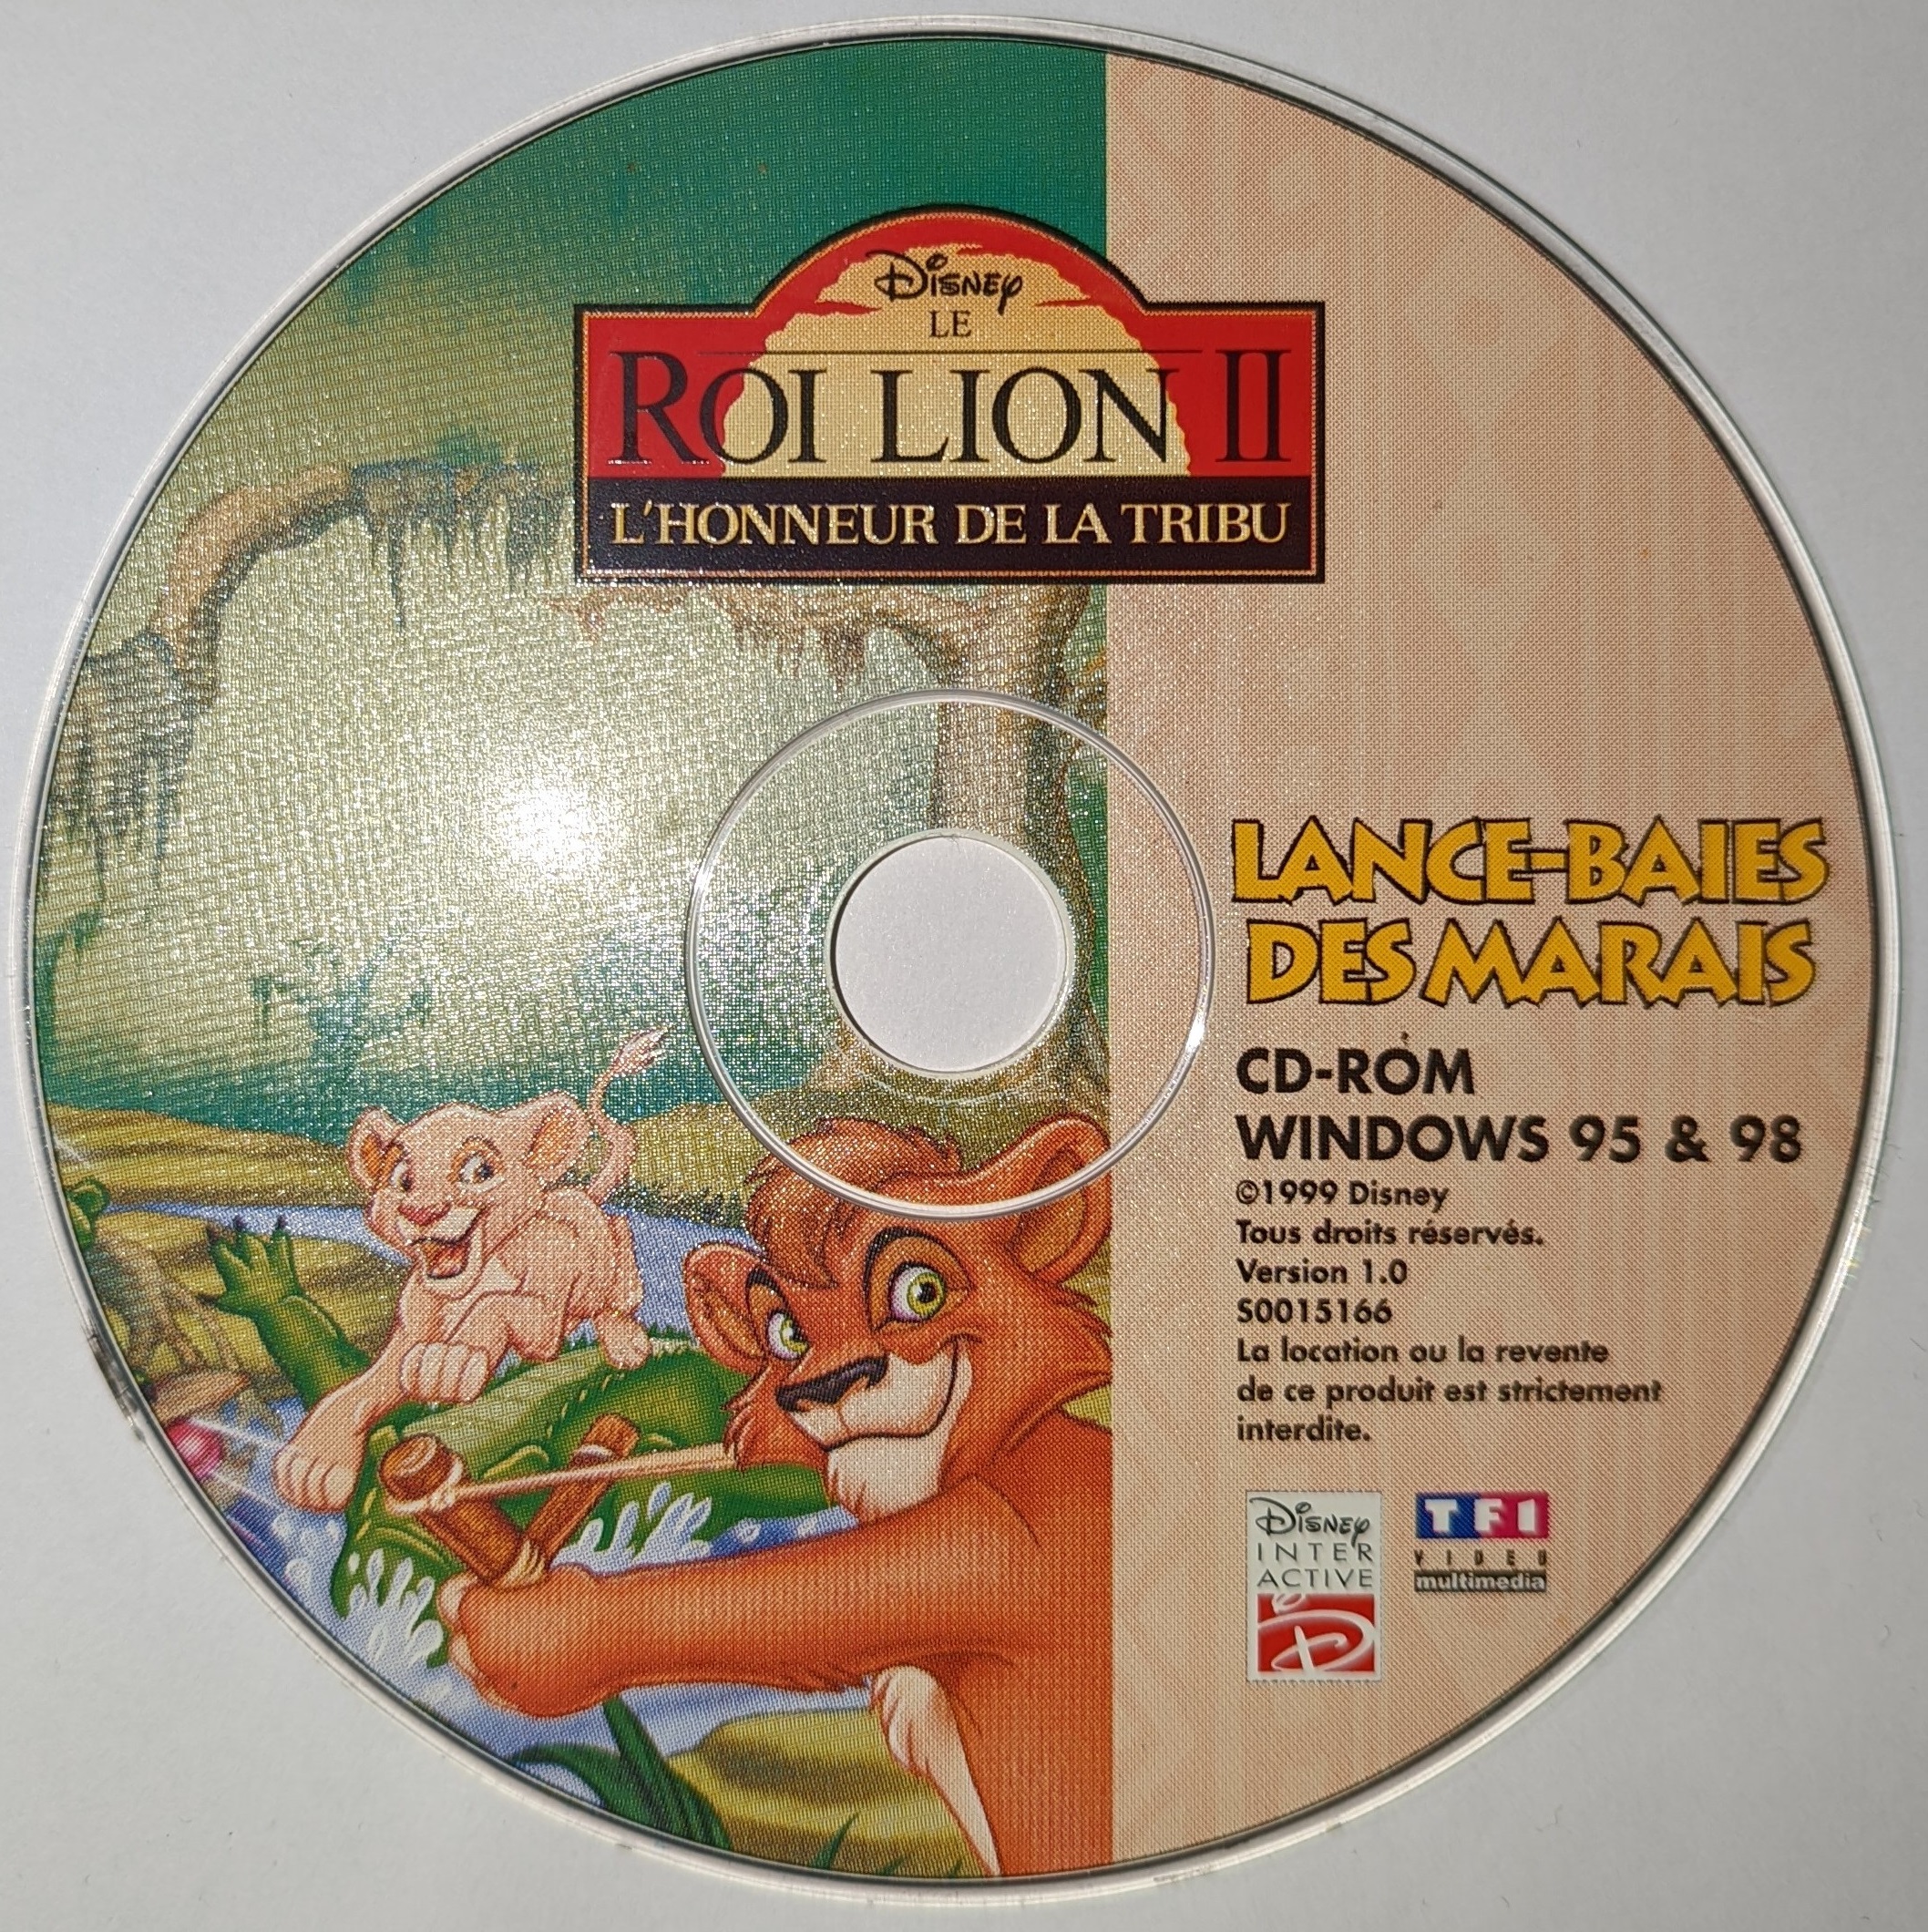 Disney
LE
ROI LION II
L'HONNEUR DE LA TRIBU
LANCE-BAIES
DES MARAIS
CD-ROM
WINDOWS 95 & 98
©1999 Disney
Tous droits réservés.
Version 1.0
S0015166
La location ou la revente
de ce produit est strictement
interdite.
Disney
INTER
ACTIVE
D
TF1
VIDEO
multimedia